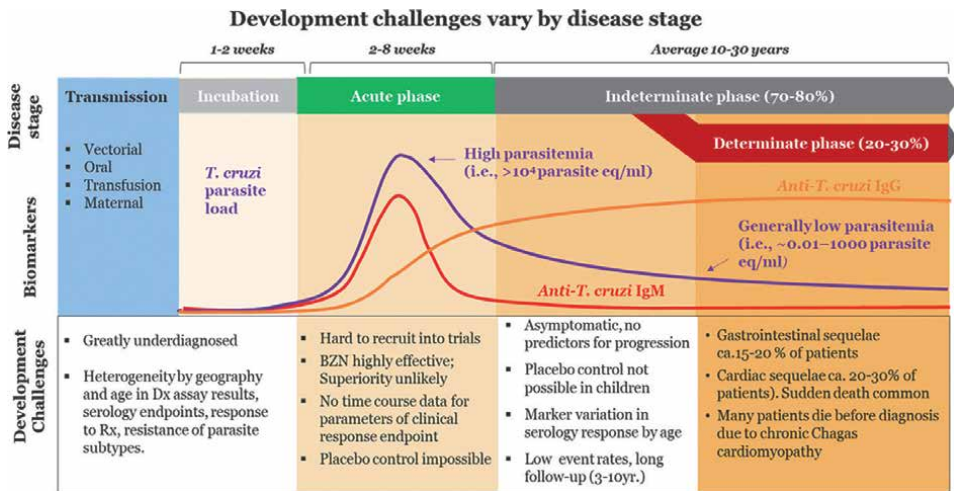 Development challenges vary by disease stage
1-2 weeks
2-8 weeks
Average 10-30 years
Disease
stage
Transmission
Incubation
Acute phase
Indeterminate phase (70-80%)
Determinate phase (20-30%)
▪ Vectorial
▪ Oral
▪ Transfusion
▪ Maternal
Biomarkers
T. cruzi
parasite
load
High parasitemia
(i.e., >10⁴ parasite eq/ml)
Anti-T. cruzi IgG
Generally low parasitemia
(i.e., ~0.01–1000 parasite
eq/ml)
Anti-T. cruzi IgM
Development
Challenges
▪ Greatly underdiagnosed
▪ Heterogeneity by geography
and age in Dx assay results,
serology endpoints, response
to Rx, resistance of parasite
subtypes.
▪ Hard to recruit into trials
▪ BZN highly effective;
Superiority unlikely
▪ No time course data for
parameters of clinical
response endpoint
▪ Placebo control impossible
▪ Asymptomatic, no
predictors for progression
▪ Placebo control not
possible in children
▪ Marker variation in
serology response by age
▪ Low event rates, long
follow-up (3-10yr.)
• Gastrointestinal sequelae
ca.15-20 % of patients
• Cardiac sequelae ca. 20-30% of
patients). Sudden death common
• Many patients die before diagnosis
due to chronic Chagas
cardiomyopathy